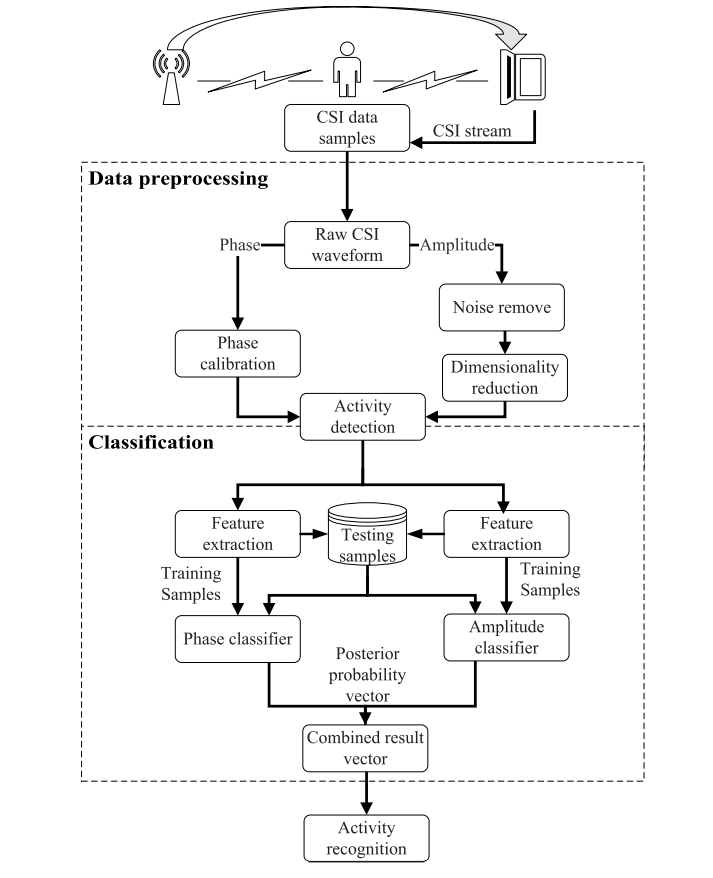 CSI data
samples
CSI stream
Data preprocessing
Phase
Raw CSI
waveform
Amplitude
Noise remove
Phase
calibration
Dimensionality
reduction
Activity
detection
Classification
Feature
extraction
Testing
samples
Feature
extraction
Training
Samples
Training
Samples
Phase classifier
Amplitude
classifier
Posterior
probability
vector
Combined result
vector
Activity
recognition